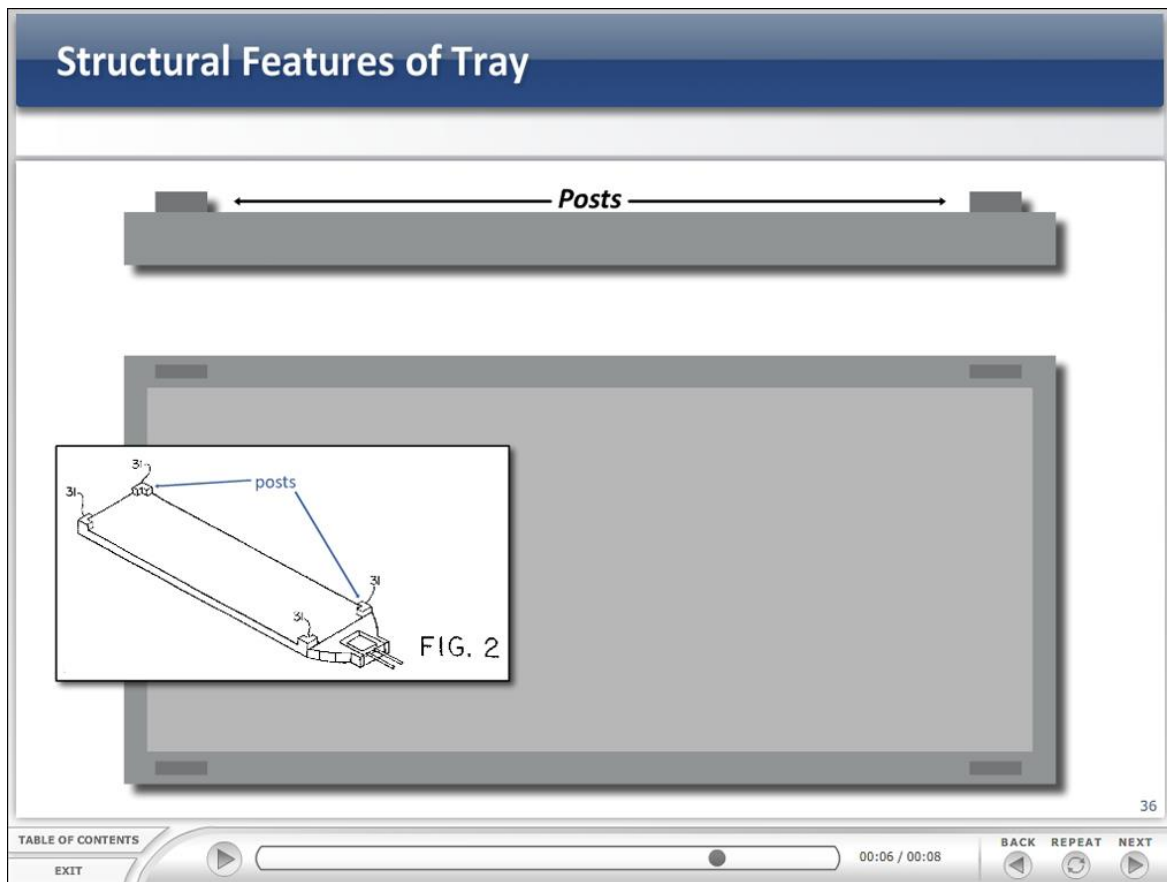 Structural Features of Tray
Posts
31
31
posts
31
31
FIG. 2
36
TABLE OF CONTENTS
EXIT
00:06 / 00:08
BACK REPEAT NEXT